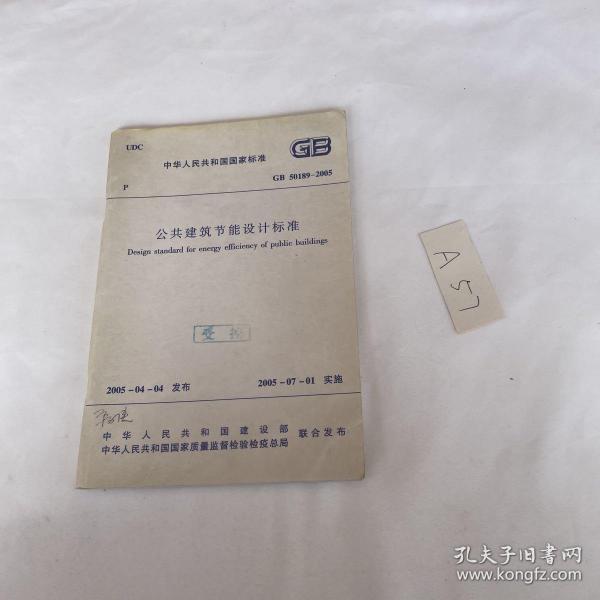 UDC
中华人民共和国国家标准
GB
P
GB 50189-2005
公共建筑节能设计标准
Design standard for energy efficiency of public buildings
受控
2005-04-04 发布
2005-07-01 实施
中华人民共和国建设部
中华人民共和国国家质量监督检验检疫总局
联合发布
A57
孔夫子旧书网
www.kongfz.com